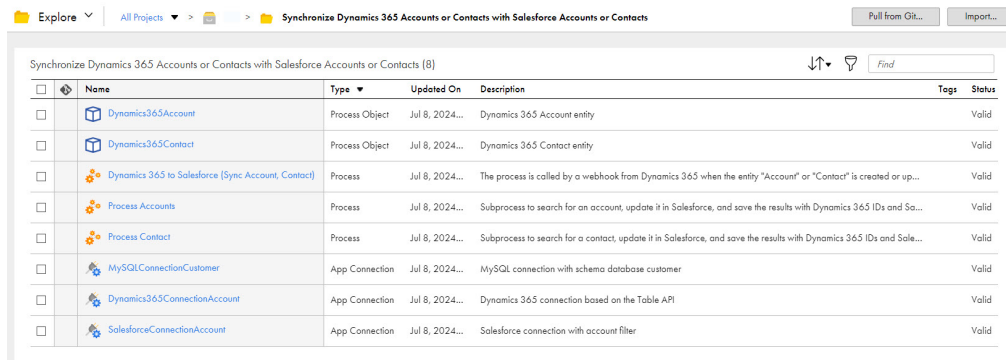 Explore All Projects > > Synchronize Dynamics 365 Accounts or Contacts with Salesforce Accounts or Contacts Pull from Git... Import...
Synchronize Dynamics 365 Accounts or Contacts with Salesforce Accounts or Contacts (8) Find
Name Type Updated On Description Tags Status
Dynamics365Account Process Object Jul 8, 2024... Dynamics 365 Account entity Valid
Dynamics365Contact Process Object Jul 8, 2024... Dynamics 365 Contact entity Valid
Dynamics 365 to Salesforce (Sync Account, Contact) Process Jul 8, 2024... The process is called by a webhook from Dynamics 365 when the entity "Account" or "Contact" is created or up... Valid
Process Accounts Process Jul 8, 2024... Subprocess to search for an account, update it in Salesforce, and save the results with Dynamics 365 IDs and Sa... Valid
Process Contact Process Jul 8, 2024... Subprocess to search for a contact, update it in Salesforce, and save the results with Dynamics 365 IDs and Sale... Valid
MySQLConnectionCustomer App Connection Jul 8, 2024... MySQL connection with schema database customer Valid
Dynamics365ConnectionAccount App Connection Jul 8, 2024... Dynamics 365 connection based on the Table API Valid
SalesforceConnectionAccount App Connection Jul 8, 2024... Salesforce connection with account filter Valid